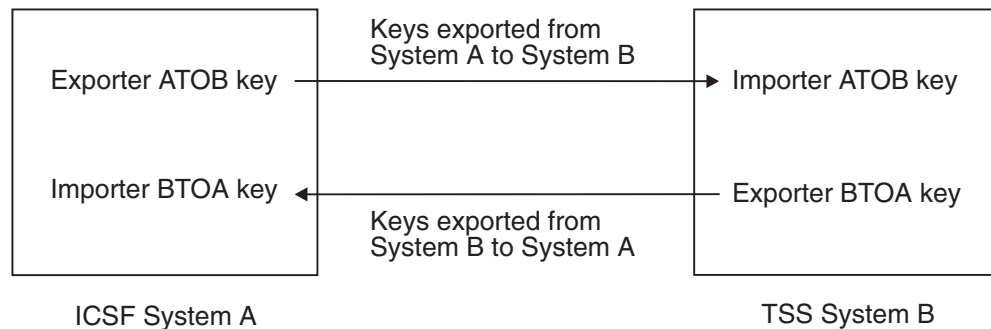 Keys exported from
System A to System B
Exporter ATOB key
Importer ATOB key
Importer BTOA key
Exporter BTOA key
Keys exported from
System B to System A
ICSF System A
TSS System B